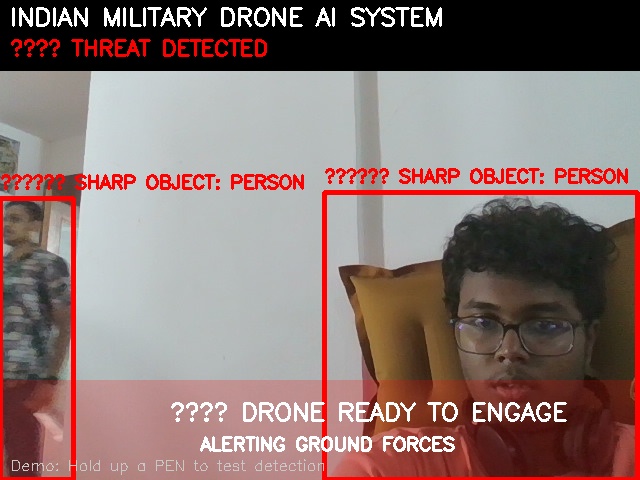 INDIAN MILITARY DRONE AI SYSTEM
???? THREAT DETECTED
?????? SHARP OBJECT: PERSON
?????? SHARP OBJECT: PERSON
???? DRONE READY TO ENGAGE
ALERTING GROUND FORCES
Demo: Hold up a PEN to test detection